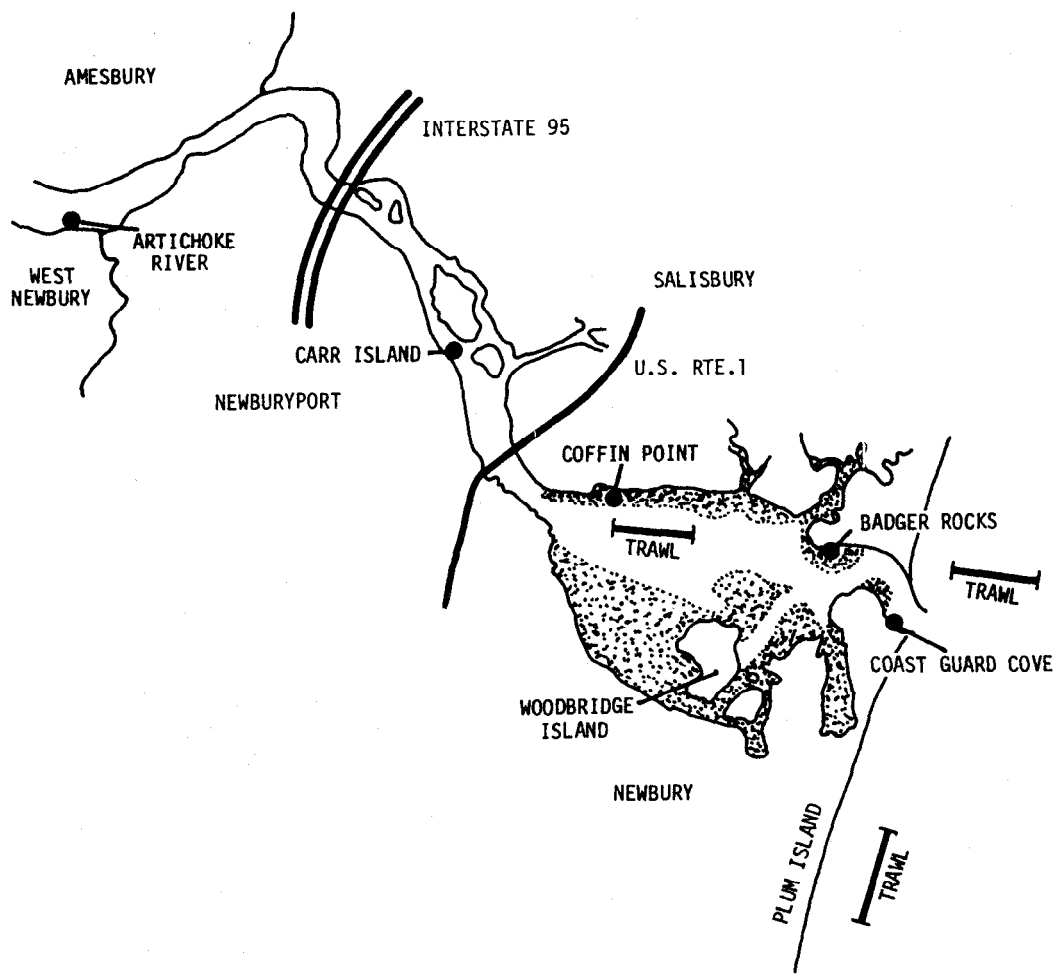 AMESBURY
INTERSTATE 95
ARTICHOKE
RIVER
WEST
NEWBURY
SALISBURY
CARR ISLAND
U.S. RTE.1
NEWBURYPORT
COFFIN POINT
BADGER ROCKS
TRAWL
TRAWL
COAST GUARD COVE
WOODBRIDGE
ISLAND
NEWBURY
PLUM ISLAND
TRAWL